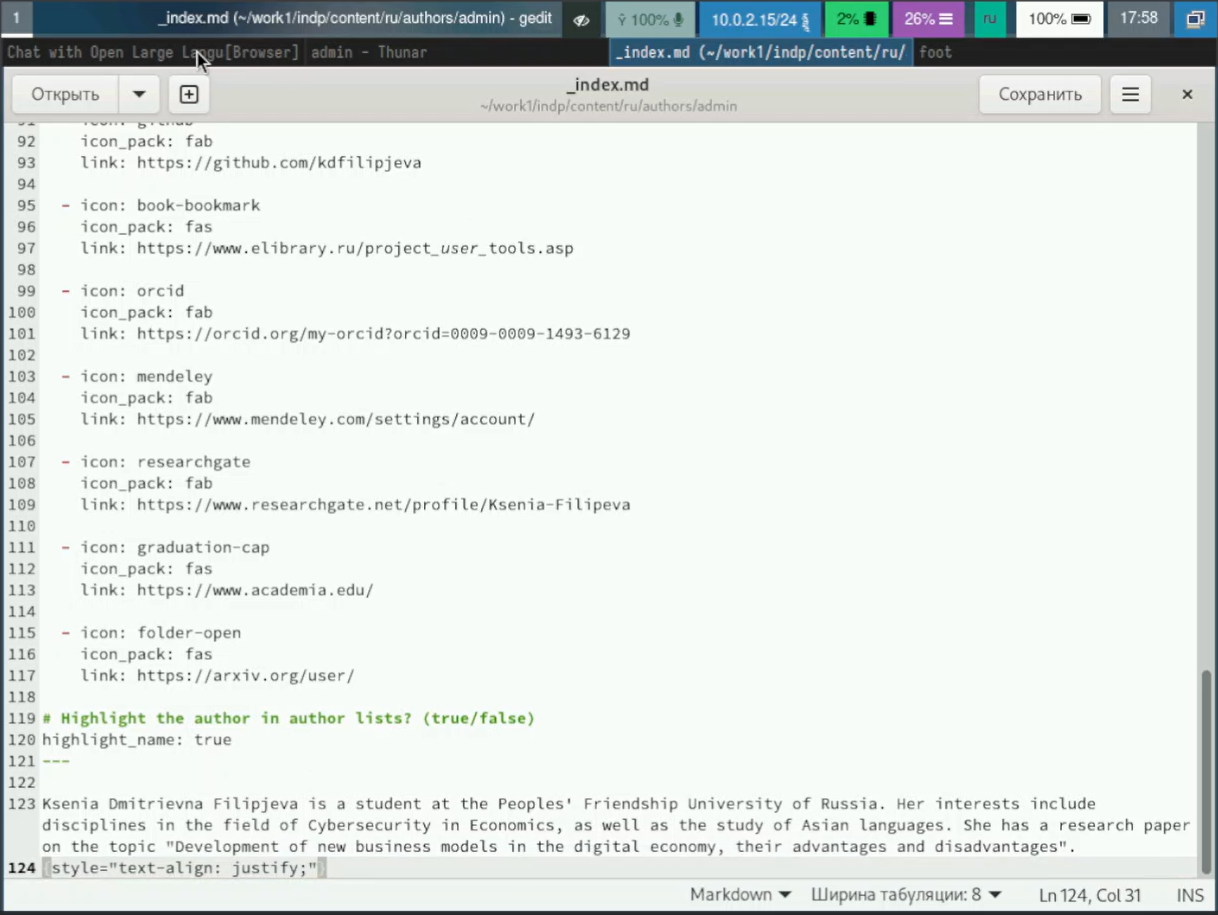 1 _index.md (~/work1/indp/content/ru/authors/admin) - gedit 100% 10.0.2.15/24 2% 26% ru 100% 17:58
Chat with Open Large Langu[Browser] admin - Thunar _index.md (~/work1/indp/content/ru/ foot
Открыть _index.md Сохранить
~/work1/indp/content/ru/authors/admin
91 icon: github
92 icon_pack: fab
93 link: https://github.com/kdfilipjeva
94
95 - icon: book-bookmark
96 icon_pack: fas
97 link: https://www.elibrary.ru/project_user_tools.asp
98
99 - icon: orcid
100 icon_pack: fab
101 link: https://orcid.org/my-orcid?orcid=0009-0009-1493-6129
102
103 - icon: mendeley
104 icon_pack: fab
105 link: https://www.mendeley.com/settings/account/
106
107 - icon: researchgate
108 icon_pack: fab
109 link: https://www.researchgate.net/profile/Ksenia-Filipeva
110
111 - icon: graduation-cap
112 icon_pack: fas
113 link: https://www.academia.edu/
114
115 - icon: folder-open
116 icon_pack: fas
117 link: https://arxiv.org/user/
118
119 # Highlight the author in author lists? (true/false)
120 highlight_name: true
121 ---
122
123 Ksenia Dmitrievna Filipjeva is a student at the Peoples' Friendship University of Russia. Her interests include
disciplines in the field of Cybersecurity in Economics, as well as the study of Asian languages. She has a research paper
on the topic "Development of new business models in the digital economy, their advantages and disadvantages".
124 {style="text-align: justify;"}
Markdown Ширина табуляции: 8 Ln 124, Col 31 INS